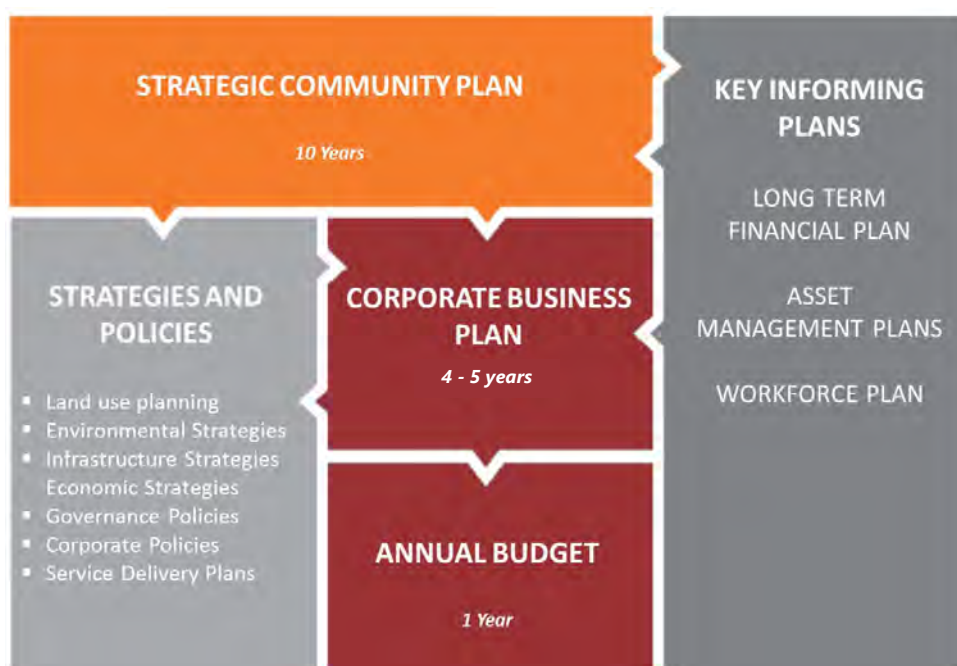 STRATEGIC COMMUNITY PLAN
10 Years
KEY INFORMING
PLANS
LONG TERM
FINANCIAL PLAN
ASSET
MANAGEMENT PLANS
WORKFORCE PLAN
STRATEGIES AND
POLICIES
▪ Land use planning
▪ Environmental Strategies
▪ Infrastructure Strategies
Economic Strategies
▪ Governance Policies
▪ Corporate Policies
▪ Service Delivery Plans
CORPORATE BUSINESS
PLAN
4 - 5 years
ANNUAL BUDGET
1 Year